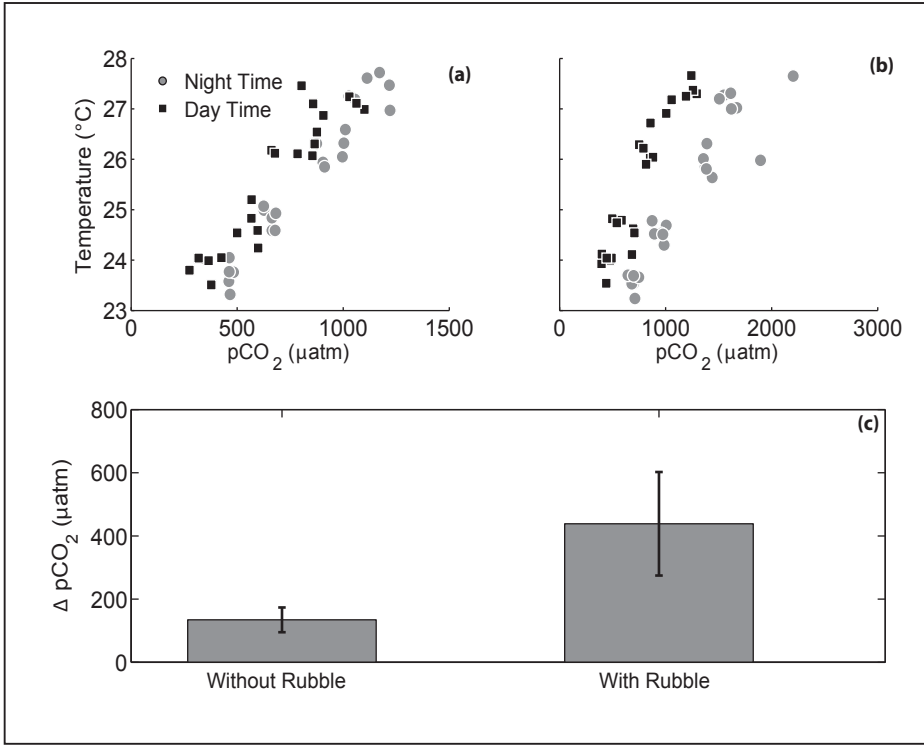 28
27
26
25
24
23
Temperature (°C)
Night Time
Day Time
(a)
0 500 1000 1500
pCO2 (µatm)
(b)
0 1000 2000 3000
pCO2 (µatm)
800
600
400
200
0
Δ pCO2 (µatm)
(c)
Without Rubble With Rubble